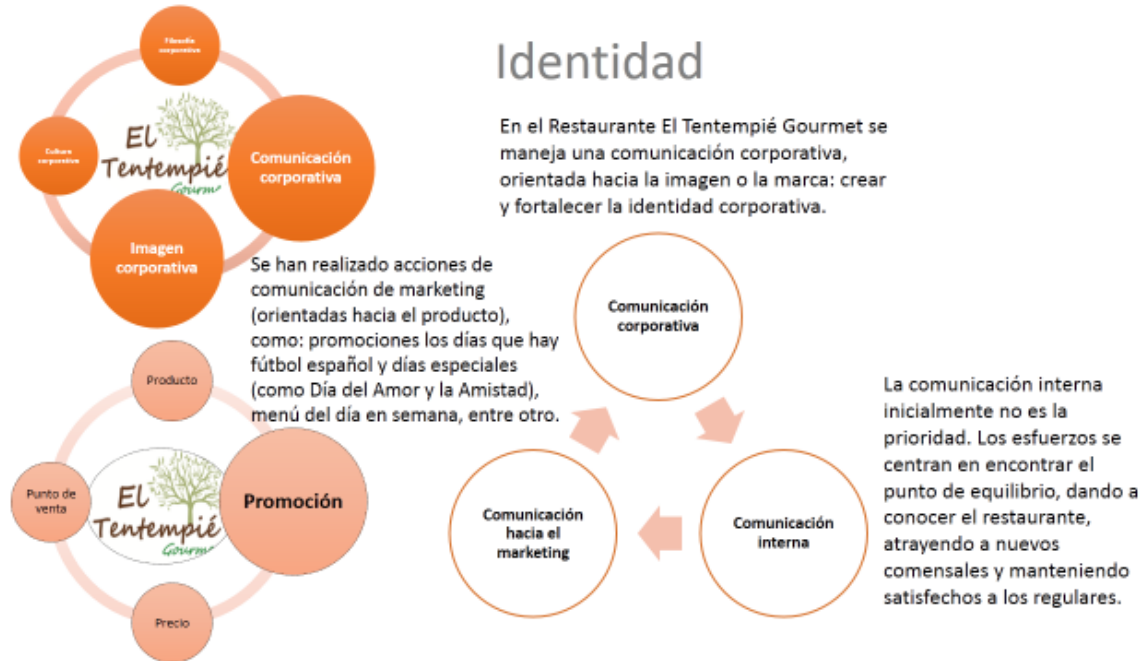 Identidad
Filosofía
corporativa
Cultura
corporativa
El
Tentempié
Gourm
Comunicación
corporativa
Imagen
corporativa
En el Restaurante El Tentempié Gourmet se
maneja una comunicación corporativa,
orientada hacia la imagen o la marca: crear
y fortalecer la identidad corporativa.
Se han realizado acciones de
comunicación de marketing
(orientadas hacia el producto),
como: promociones los días que hay
fútbol español y días especiales
(como Día del Amor y la Amistad),
menú del día en semana, entre otro.
Comunicación
corporativa
Comunicación
hacia el
marketing
Comunicación
interna
La comunicación interna
inicialmente no es la
prioridad. Los esfuerzos se
centran en encontrar el
punto de equilibrio, dando a
conocer el restaurante,
atrayendo a nuevos
comensales y manteniendo
satisfechos a los regulares.
Producto
Punto de
venta
El
Tentempié
Gourm
Promoción
Precio